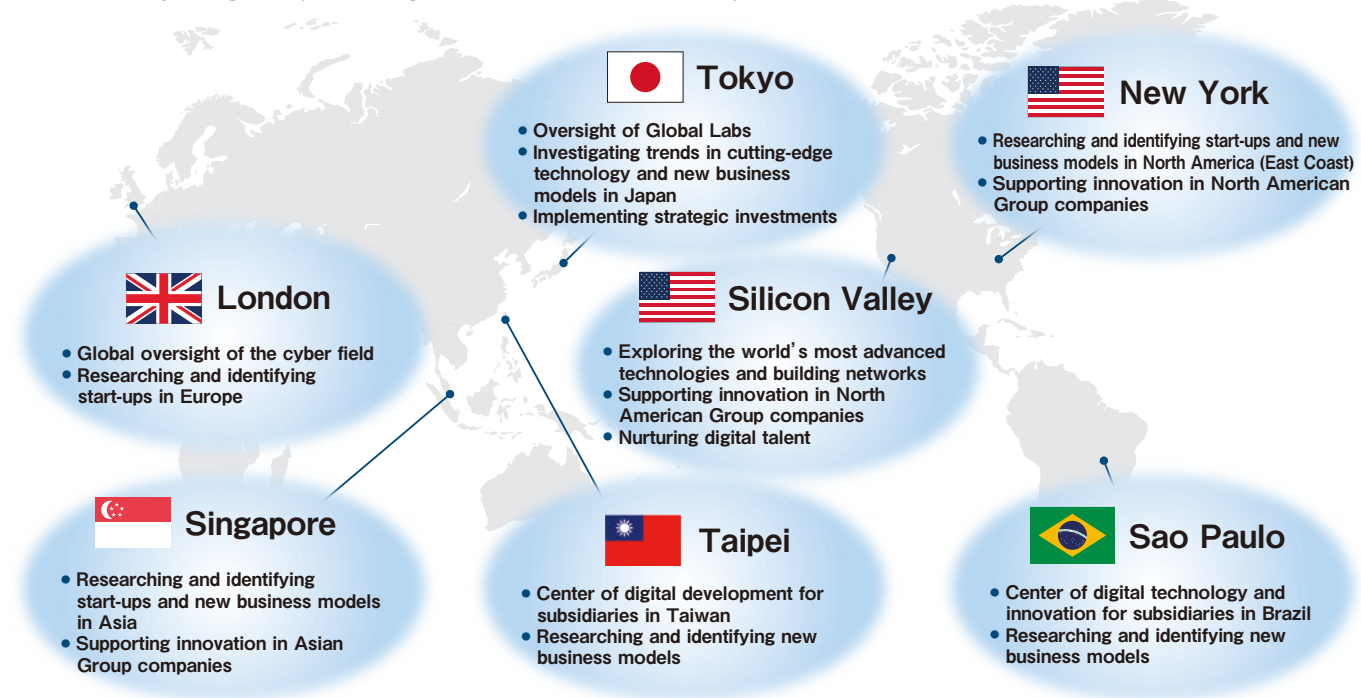 Tokyo
• Oversight of Global Labs
• Investigating trends in cutting-edge
technology and new business
models in Japan
• Implementing strategic investments
New York
• Researching and identifying start-ups and new
business models in North America (East Coast)
• Supporting innovation in North American
Group companies
London
• Global oversight of the cyber field
• Researching and identifying
start-ups in Europe
Silicon Valley
• Exploring the world's most advanced
technologies and building networks
• Supporting innovation in North
American Group companies
• Nurturing digital talent
Singapore
• Researching and identifying
start-ups and new business models
in Asia
• Supporting innovation in Asian
Group companies
Taipei
• Center of digital development for
subsidiaries in Taiwan
• Researching and identifying new
business models
Sao Paulo
• Center of digital technology and
innovation for subsidiaries in Brazil
• Researching and identifying new
business models